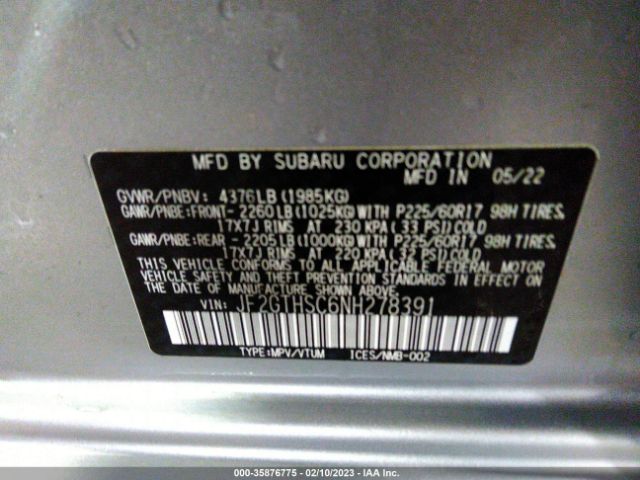 MFD BY SUBARU CORPORATION
MFD IN 05/22
GVWR/PNBV: 4376LB(1985KG)
GAWR/PNBE:FRONT- 2260LB(1025KG)WITH P225/60R17 98H TIRES,
17X7J RIMS AT 230 KPA(33 PSI)COLD
GAWR/PNBE:REAR - 2205LB(1000KG)WITH P225/60R17 98H TIRES,
17X7J RIMS AT 220 KPA(32 PSI)COLD
THIS VEHICLE CONFORMS TO ALL APPLICABLE FEDERAL MOTOR
VEHICLE SAFETY AND THEFT PREVENTION STANDARDS IN EFFECT
ON THE DATE OF MANUFACTURE SHOWN ABOVE.
VIN: JF2GTHSC6NH278391
TYPE:MPV/VTUM ICES/NMB-002
000-35876775 - 02/10/2023 - IAA Inc.